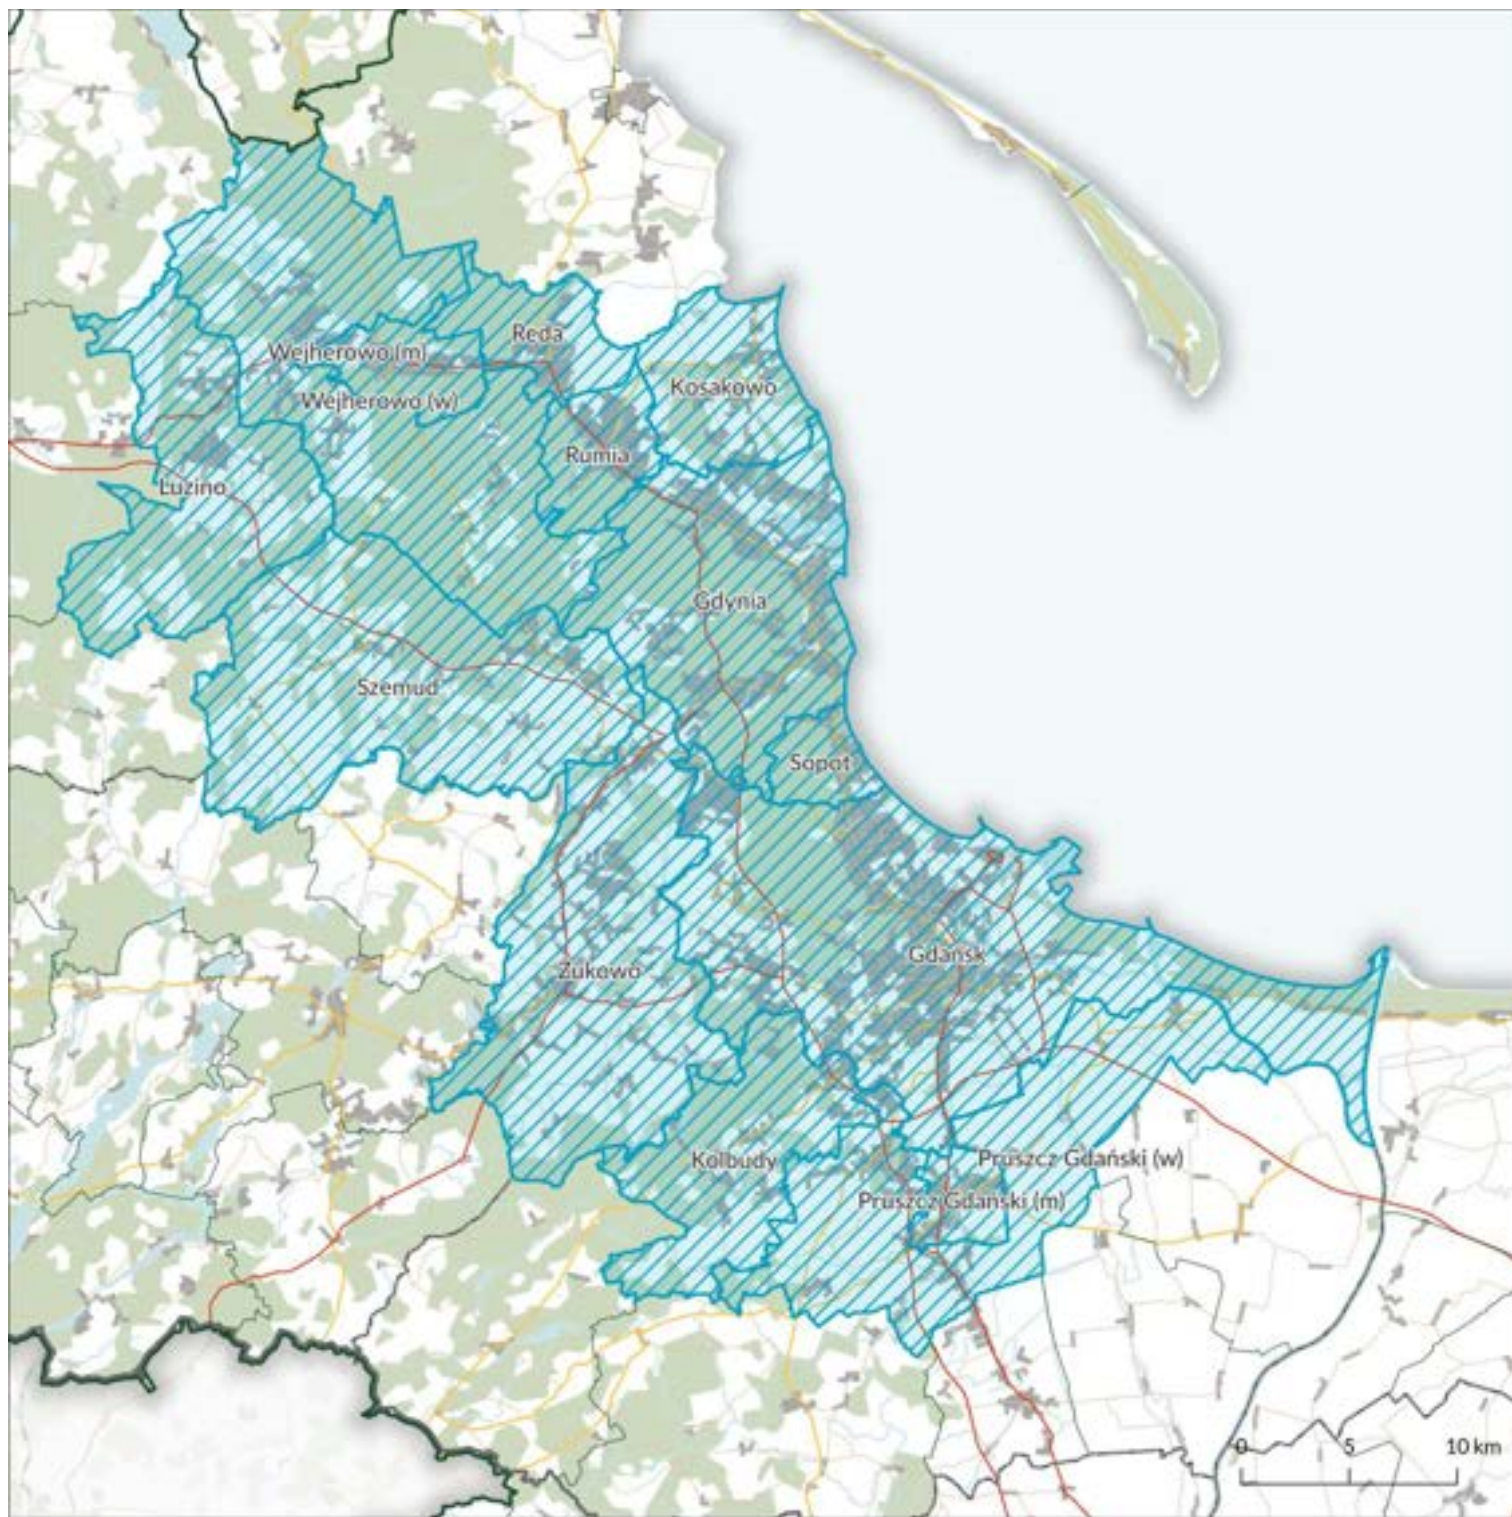 Reda
Wejherowo (m)
Kosakowo
Wejherowo (w)
Rumia
Luzino
Gdynia
Szemud
Sopot
Gdańsk
Żukowo
Kolbudy
Pruszcz Gdański (w)
Pruszcz Gdański (m)
0 5 10 km